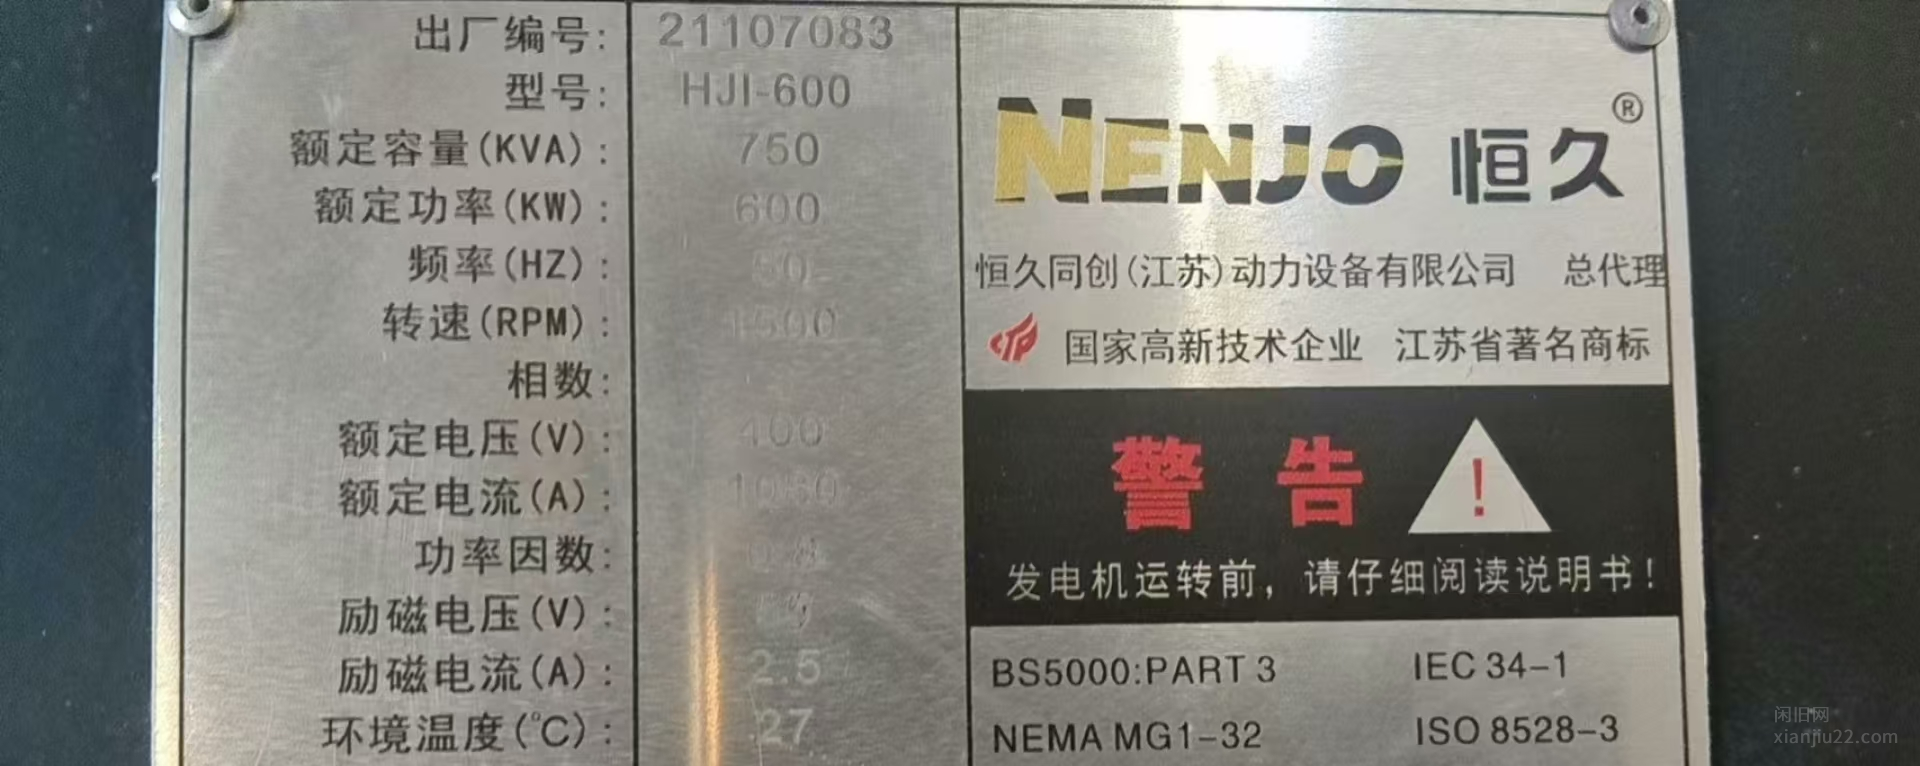 出厂编号: 21107083
型号: HJI-600
额定容量(KVA): 750
额定功率(KW): 600
频率(HZ): 50
转速(RPM): 1500
相数:
额定电压(V): 400
额定电流(A):
功率因数: 0.8
励磁电压(V):
励磁电流(A): 2.5
环境温度(℃): 27
NENJO 恒久®
恒久同创(江苏)动力设备有限公司 总代理
国家高新技术企业 江苏省著名商标
警告 !
发电机运转前，请仔细阅读说明书!
BS5000:PART 3 IEC 34-1
NEMA MG1-32 ISO 8528-3
闲旧网
xianjiu22.com